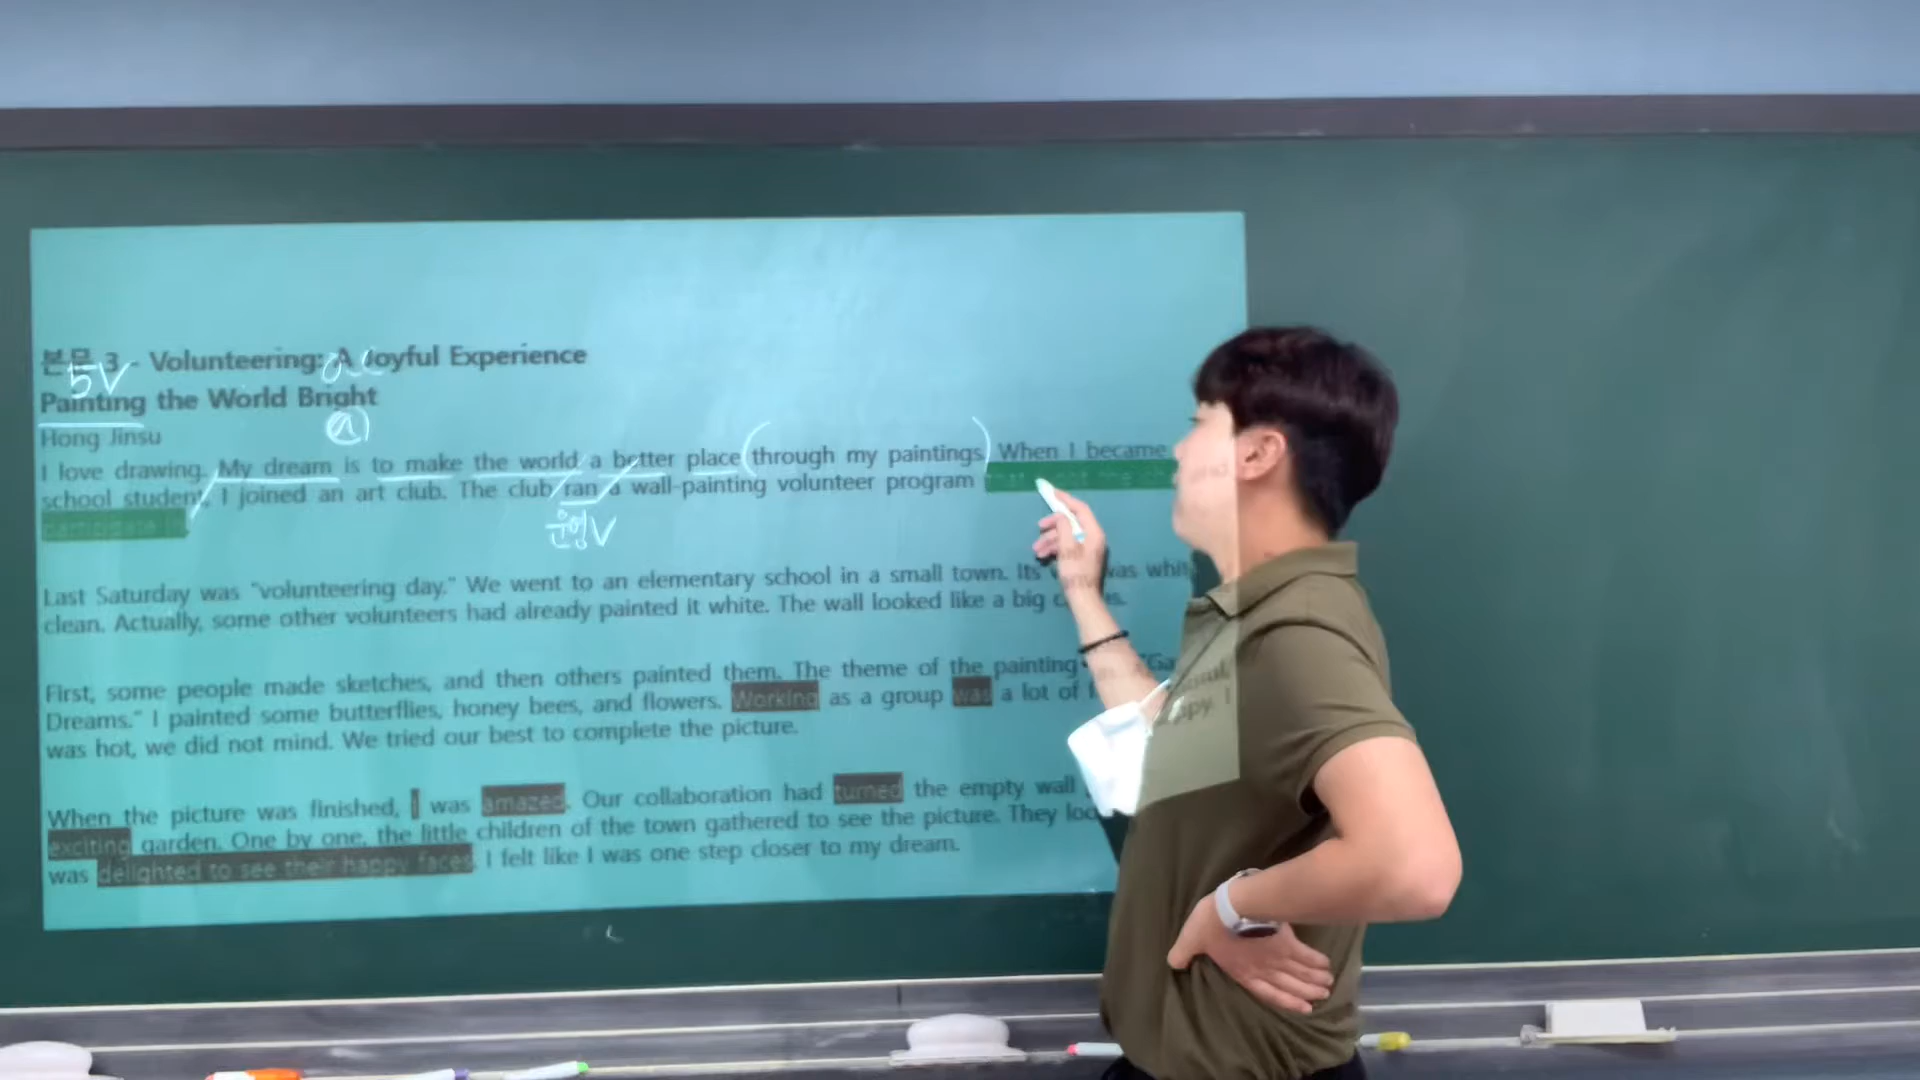 본문 3 - Volunteering: A Joyful Experience
5V
Painting the World Bright
a
Hong Jinsu
I love drawing. My dream is to make the world a better place (through my paintings) When I became
school student, I joined an art club. The club ran a wall-painting volunteer program
participate
운영V
Last Saturday was "volunteering day." We went to an elementary school in a small town. Its was
clean. Actually, some other volunteers had already painted it white. The wall looked like a big
First, some people made sketches, and then others painted them. The theme of the painting
Dreams." I painted some butterflies, honey bees, and flowers. Working as a group was a lot of
was hot, we did not mind. We tried our best to complete the picture.
When the picture was finished, I was amazed. Our collaboration had turned the empty wall
exciting garden. One by one, the little children of the town gathered to see the picture. They
was delighted to see their happy faces. I felt like I was one step closer to my dream.